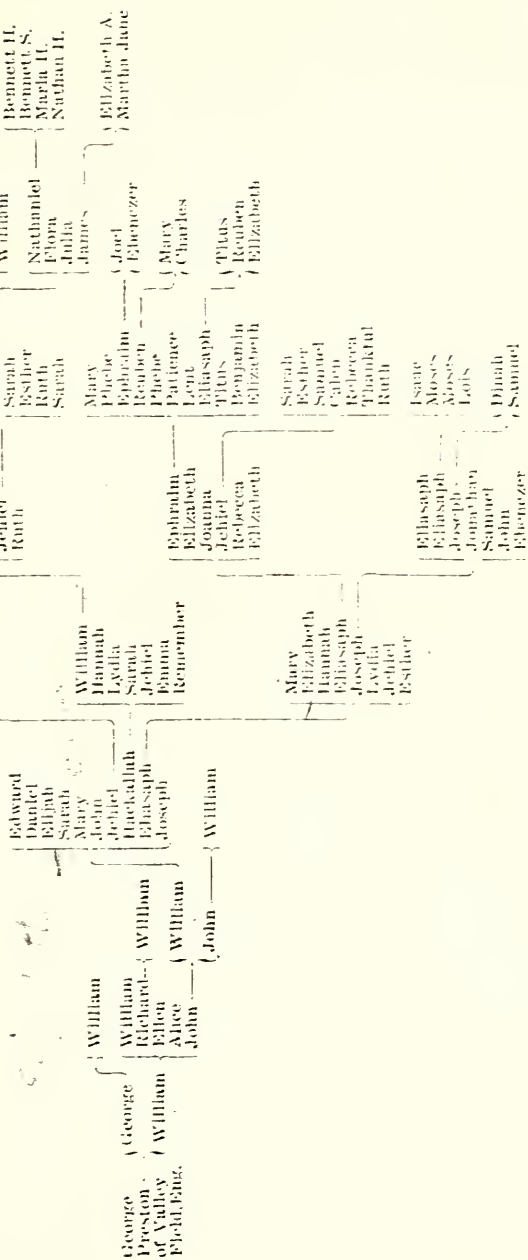 George
Preston
of Valley
Field, Eng.
George
William
William
William
Richard
Ellen
Alice
John
William
William
John
William
Edward
Daniel
Elijah
Sarah
Mary
John
Jehiel
Hackaliah
Eliasaph
Joseph
William
Hannah
Lydia
Sarah
Jehiel
Emma
Remember
Mary
Elizabeth
Hannah
Eliasaph
Joseph
Lydia
Jehiel
Esther
Jehiel
Ruth
Ephraim
Elizabeth
Joanna
Jehiel
Rebecca
Elizabeth
Eliasaph
Eliasaph
Joseph
Jonathan
Samuel
John
Ebenezer
Sarah
Esther
Ruth
Sarah
Mary
Phebe
Ephraim
Reuben
Phebe
Patience
Lent
Eliasaph
Titus
Benjamin
Elizabeth
Sarah
Esther
Samuel
Caleb
Rebecca
Thankful
Ruth
Isaac
Moses
Moses
Lois
Dinah
Samuel
William
Nathaniel
Flora
Julia
James
Joel
Ebenezer
Mary
Charles
Titus
Reuben
Elizabeth
Bennett H.
Bennett S.
Maria H.
Nathan H.
Elizabeth A.
Martha Jane